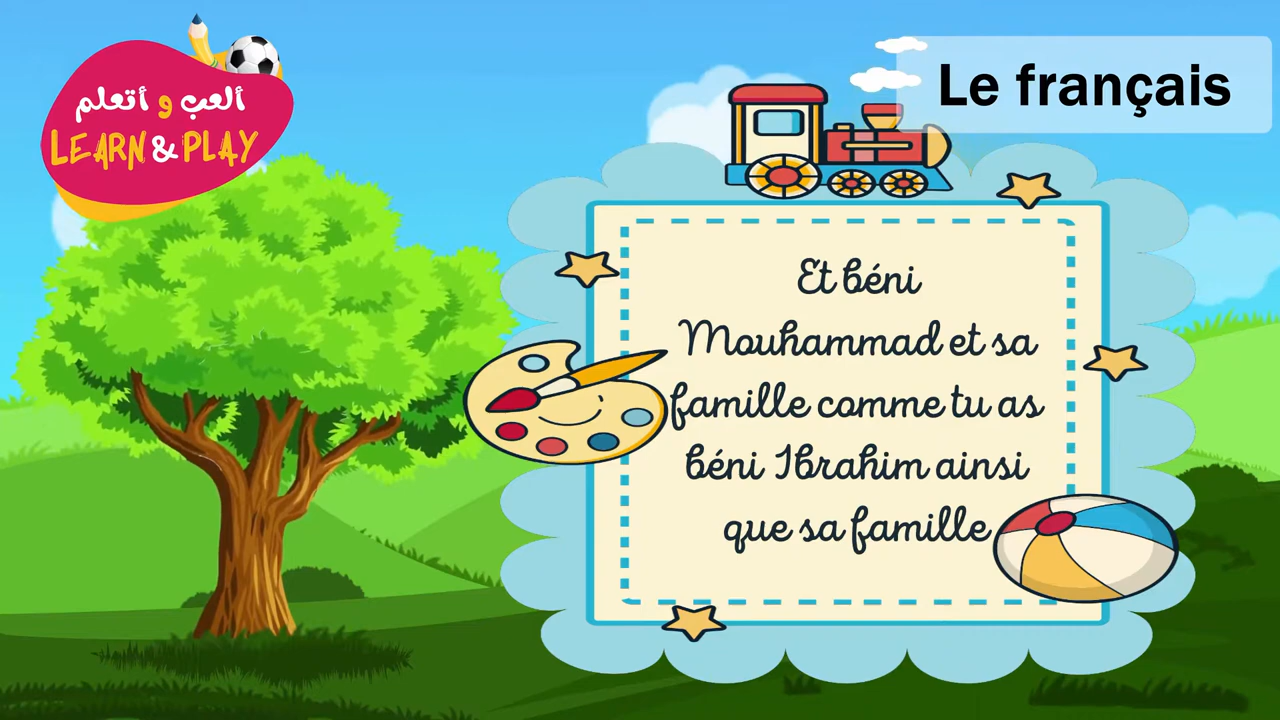 ألعب و أتعلم
LEARN & PLAY
Le français
Et béni
Mouhammad et sa
famille comme tu as
béni Ibrahim ainsi
que sa famille